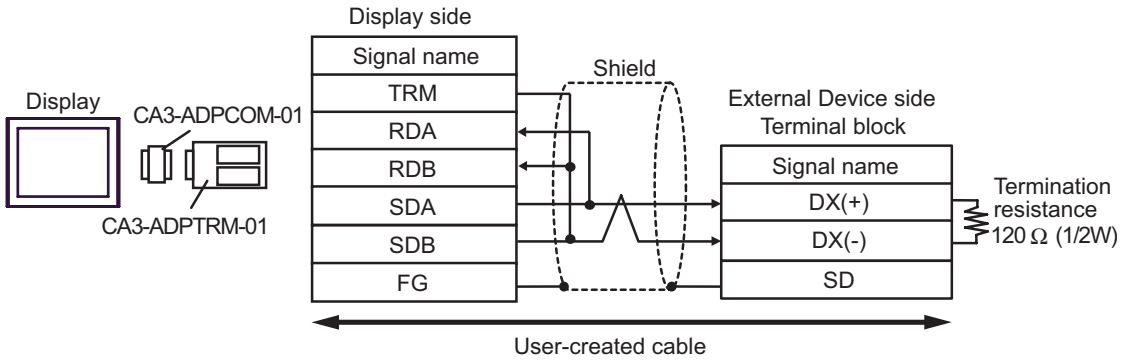 Display side
Signal name
TRM
RDA
RDB
SDA
SDB
FG
Shield
Display
CA3-ADPCOM-01
CA3-ADPTRM-01
External Device side
Terminal block
Signal name
DX(+)
DX(-)
SD
Termination
resistance
120 Ω (1/2W)
User-created cable